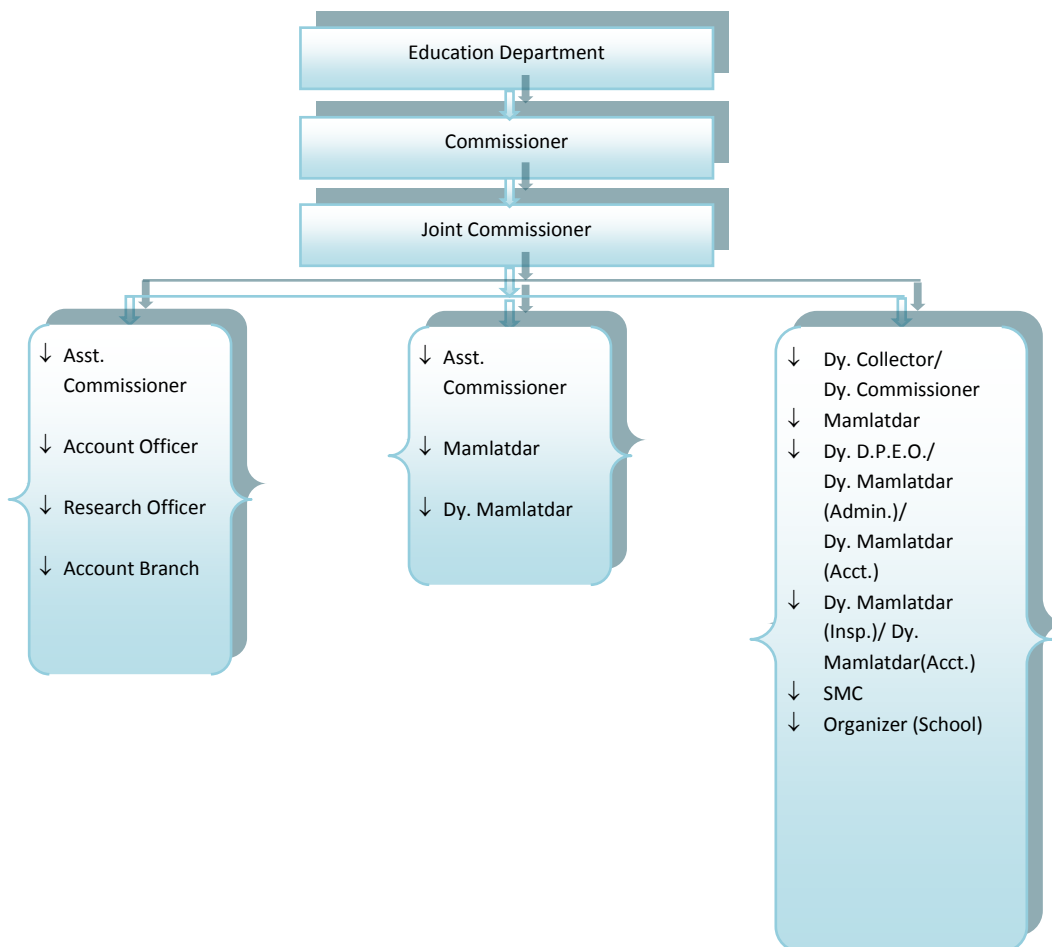 Education Department
Commissioner
Joint Commissioner
↓ Asst.
Commissioner
↓ Account Officer
↓ Research Officer
↓ Account Branch
↓ Asst.
Commissioner
↓ Mamlatdar
↓ Dy. Mamlatdar
↓ Dy. Collector/
Dy. Commissioner
↓ Mamlatdar
↓ Dy. D.P.E.O./
Dy. Mamlatdar
(Admin.)/
Dy. Mamlatdar
(Acct.)
↓ Dy. Mamlatdar
(Insp.)/ Dy.
Mamlatdar(Acct.)
↓ SMC
↓ Organizer (School)